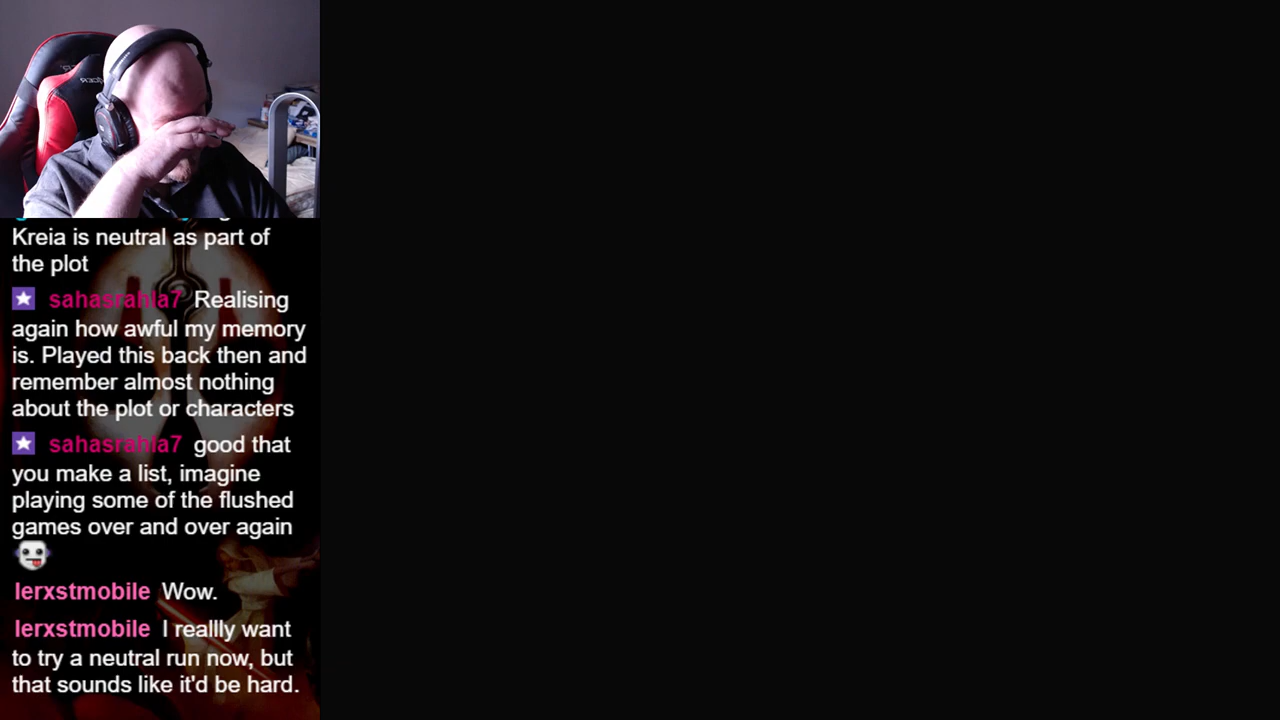 Kreia is neutral as part of
the plot
sahasrahla7 Realising
again how awful my memory
is. Played this back then and
remember almost nothing
about the plot or characters
sahasrahla7 good that
you make a list, imagine
playing some of the flushed
games over and over again
lerxstmobile Wow.
lerxstmobile I reallly want
to try a neutral run now, but
that sounds like it'd be hard.